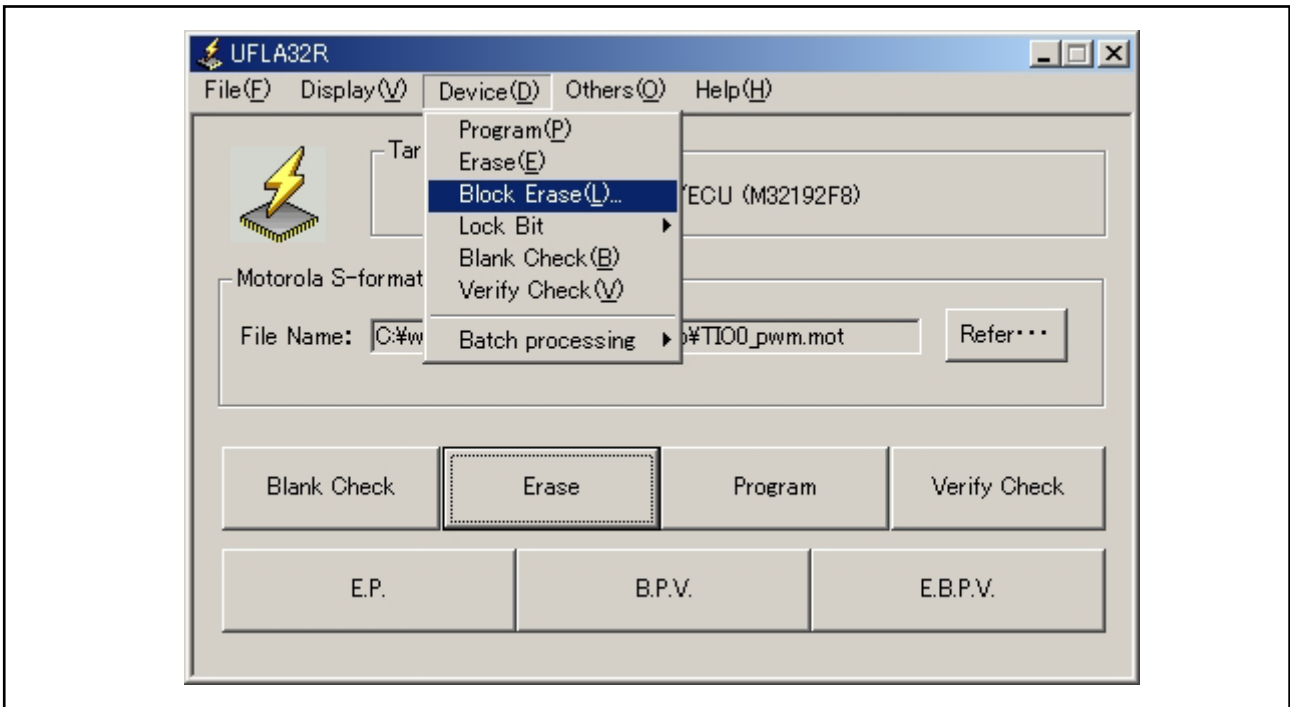 UFLA32R
File(F) Display(V) Device(D) Others(O) Help(H)
Program(P)
Erase(E)
Block Erase(L)...
Lock Bit
Blank Check(B)
Verify Check(V)
Batch processing
Tar
ECU (M32192F8)
Motorola S-format
File Name: C:¥w ¥TIO0_pwm.mot Refer・・・
Blank Check Erase Program Verify Check
E.P. B.P.V. E.B.P.V.